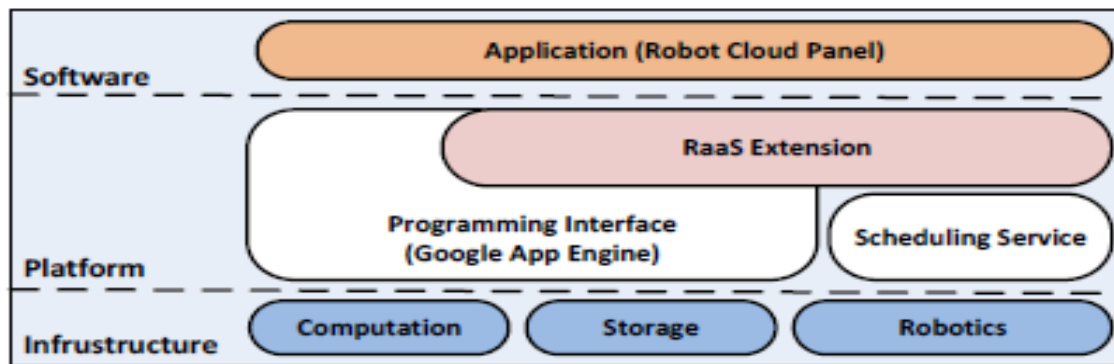 Application (Robot Cloud Panel)
Software
RaaS Extension
Programming Interface
(Google App Engine)
Scheduling Service
Platform
Computation
Storage
Robotics
Infrustructure